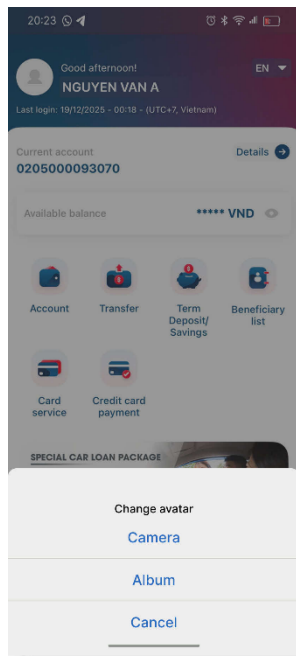 20:23
Good afternoon!
EN
NGUYEN VAN A
Last login: 19/12/2025 - 00:18 - (UTC+7, Vietnam)
Current account
Details
0205000093070
Available balance
***** VND
Account
Transfer
Term Deposit/ Savings
Beneficiary list
Card service
Credit card payment
SPECIAL CAR LOAN PACKAGE
Change avatar
Camera
Album
Cancel